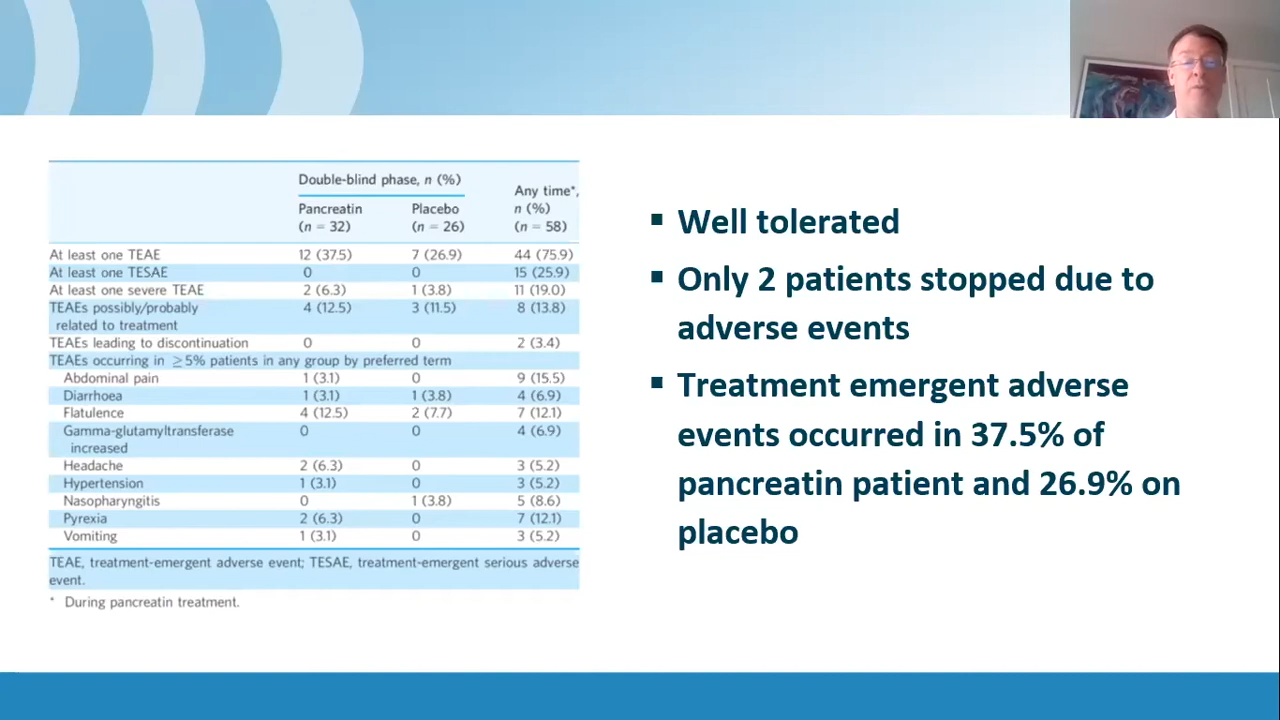 Double-blind phase, n (%)
Any time*,
n (%)
(n = 58)
Pancreatin
(n = 32)
Placebo
(n = 26)
At least one TEAE 12 (37.5) 7 (26.9) 44 (75.9)
At least one TESAE 0 0 15 (25.9)
At least one severe TEAE 2 (6.3) 1 (3.8) 11 (19.0)
TEAEs possibly/probably
related to treatment 4 (12.5) 3 (11.5) 8 (13.8)
TEAEs leading to discontinuation 0 0 2 (3.4)
TEAEs occurring in ≥5% patients in any group by preferred term
Abdominal pain 1 (3.1) 0 9 (15.5)
Diarrhoea 1 (3.1) 1 (3.8) 4 (6.9)
Flatulence 4 (12.5) 2 (7.7) 7 (12.1)
Gamma-glutamyltransferase
increased 0 0 4 (6.9)
Headache 2 (6.3) 0 3 (5.2)
Hypertension 1 (3.1) 0 3 (5.2)
Nasopharyngitis 0 1 (3.8) 5 (8.6)
Pyrexia 2 (6.3) 0 7 (12.1)
Vomiting 1 (3.1) 0 3 (5.2)
TEAE, treatment-emergent adverse event; TESAE, treatment-emergent serious adverse
event.
* During pancreatin treatment.
▪ Well tolerated
▪ Only 2 patients stopped due to
adverse events
▪ Treatment emergent adverse
events occurred in 37.5% of
pancreatin patient and 26.9% on
placebo